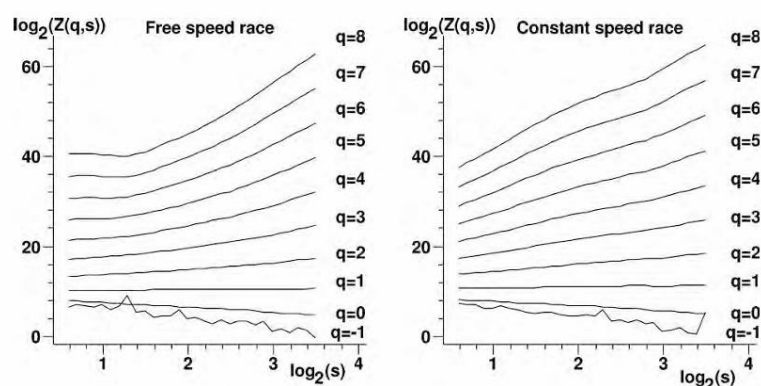 log₂(Z(q,s))
Free speed race
60
40
20
0
1
2
3
4
log₂(s)
q=8
q=7
q=6
q=5
q=4
q=3
q=2
q=1
q=0
q=-1
log₂(Z(q,s))
Constant speed race
60
40
20
0
1
2
3
4
log₂(s)
q=8
q=7
q=6
q=5
q=4
q=3
q=2
q=1
q=0
q=-1